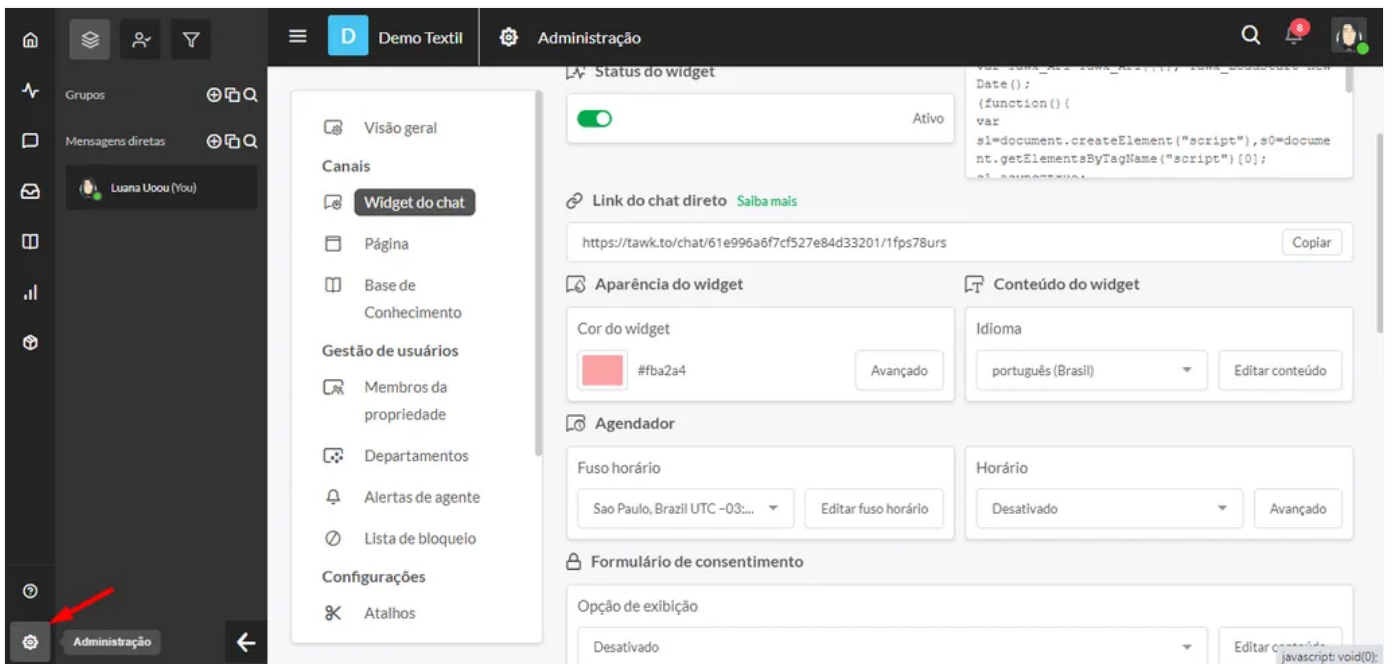 D
Demo Textil
Administração
8
Grupos
Mensagens diretas
Luana Uoou (You)
Administração
Visão geral
Canais
Widget do chat
Página
Base de
Conhecimento
Gestão de usuários
Membros da
propriedade
Departamentos
Alertas de agente
Lista de bloqueio
Configurações
Atalhos
Status do widget
Ativo
Date();
(function(){
var
s1=document.createElement("script"),s0=docume
nt.getElementsByTagName("script")[0];
Link do chat direto Saiba mais
https://tawk.to/chat/61e996a6f7cf527e84d33201/1fps78urs
Copiar
Aparência do widget
Cor do widget
#fba2a4
Avançado
Conteúdo do widget
Idioma
português (Brasil)
Editar conteúdo
Agendador
Fuso horário
Sao Paulo, Brazil UTC −03:...
Editar fuso horário
Horário
Desativado
Avançado
Formulário de consentimento
Opção de exibição
Desativado
Editar
javascript: void(0);